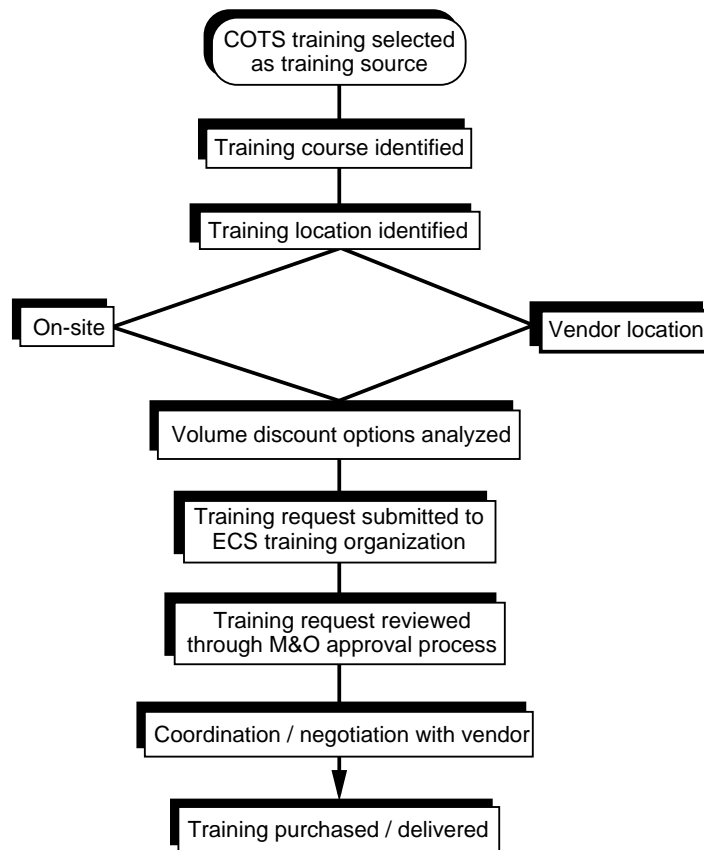 COTS training selected
as training source
Training course identified
Training location identified
On-site
Vendor location
Volume discount options analyzed
Training request submitted to
ECS training organization
Training request reviewed
through M&O approval process
Coordination / negotiation with vendor
Training purchased / delivered